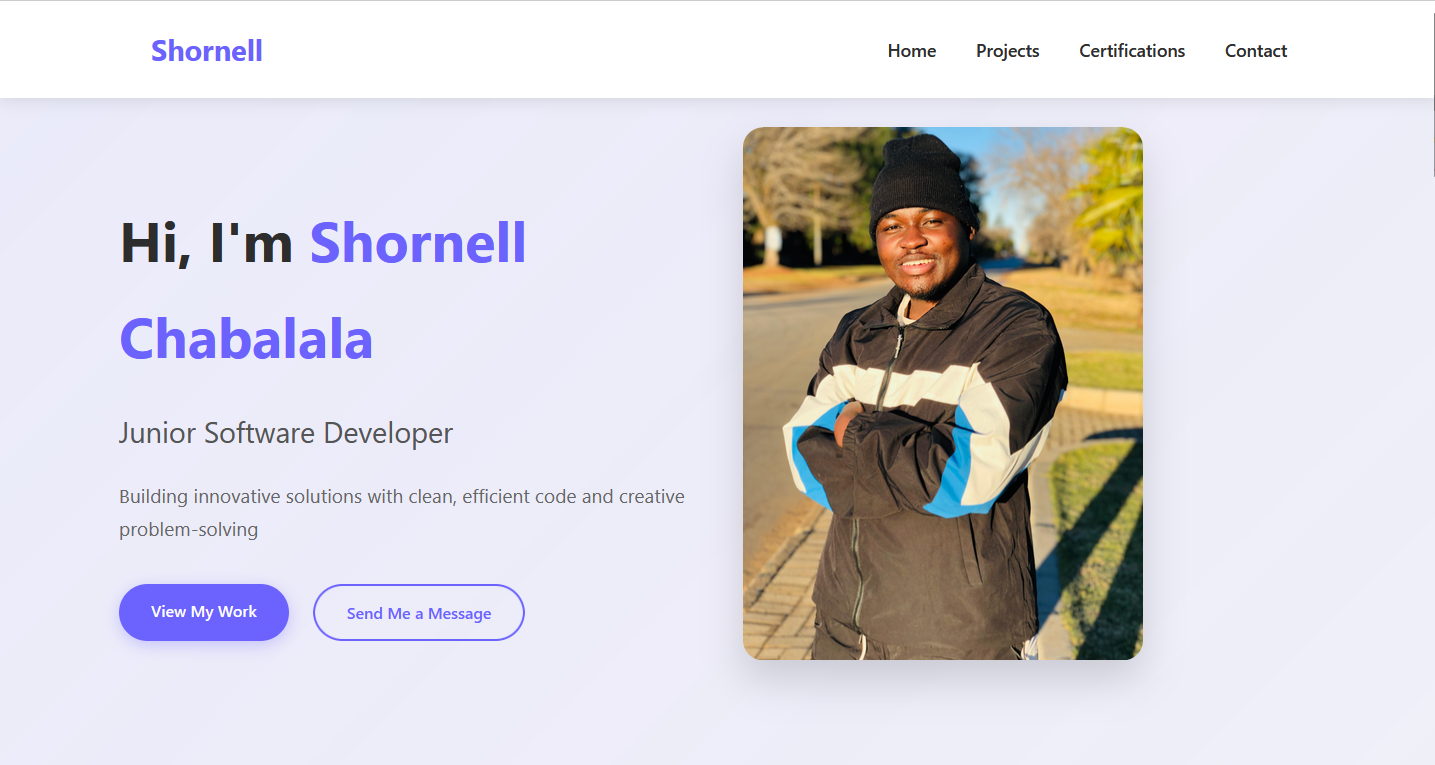 Shornell
Home Projects Certifications Contact
Hi, I'm Shornell
Chabalala
Junior Software Developer
Building innovative solutions with clean, efficient code and creative
problem-solving
View My Work
Send Me a Message